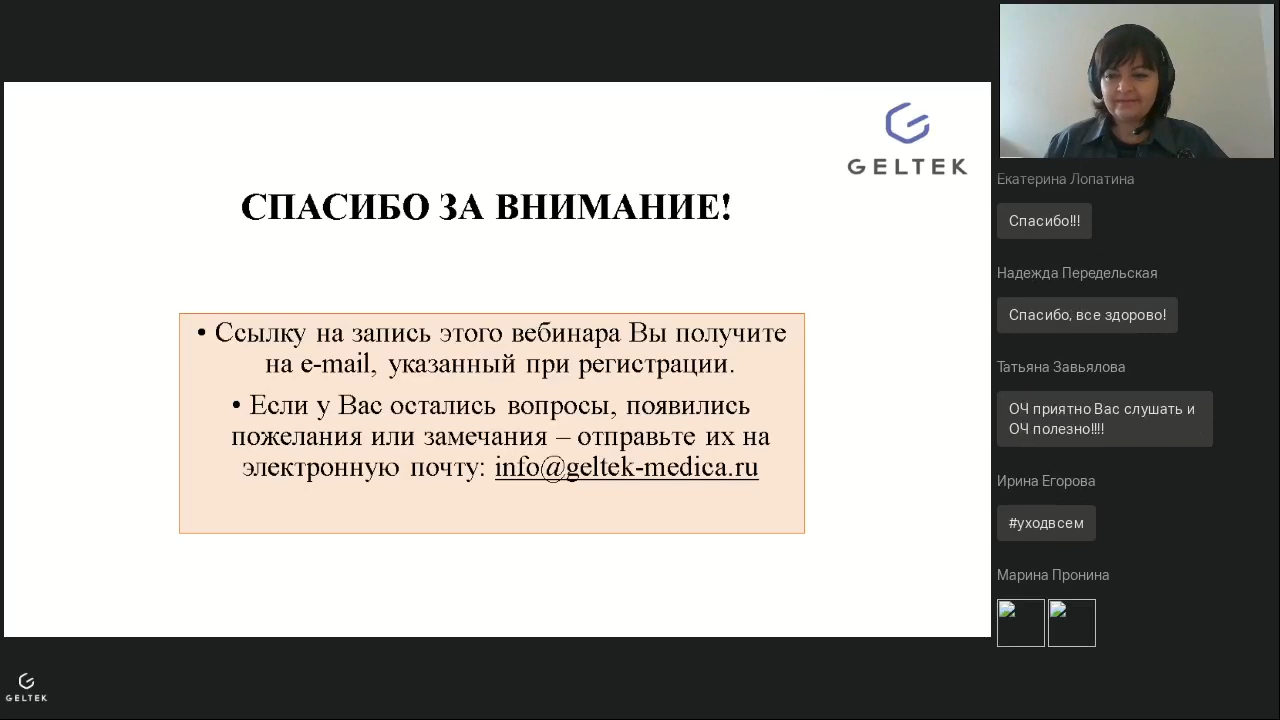 GELTEK
СПАСИБО ЗА ВНИМАНИЕ!
• Ссылку на запись этого вебинара Вы получите
на e-mail, указанный при регистрации.
• Если у Вас остались вопросы, появились
пожелания или замечания – отправьте их на
электронную почту: info@geltek-medica.ru
GELTEK
Екатерина Лопатина
Спасибо!!!
Надежда Передельская
Спасибо, все здорово!
Татьяна Завьялова
ОЧ приятно Вас слушать и
ОЧ полезно!!!!
Ирина Егорова
#уходвсем
Марина Пронина